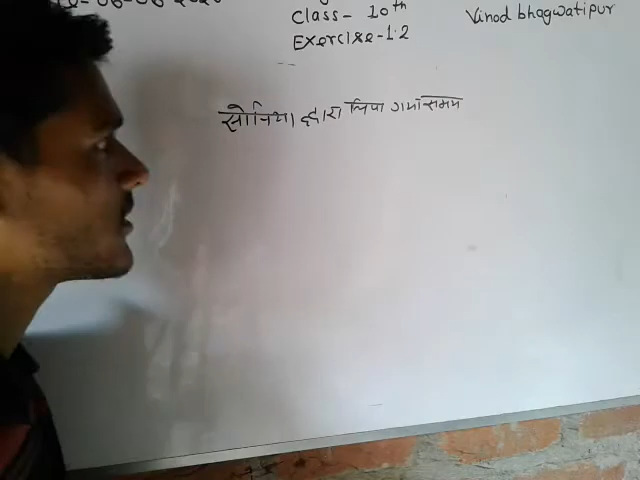 Class- 10th
Vinod bhagwatipur
Exercise-1.2
सोनिया द्वारा लिया गया समय